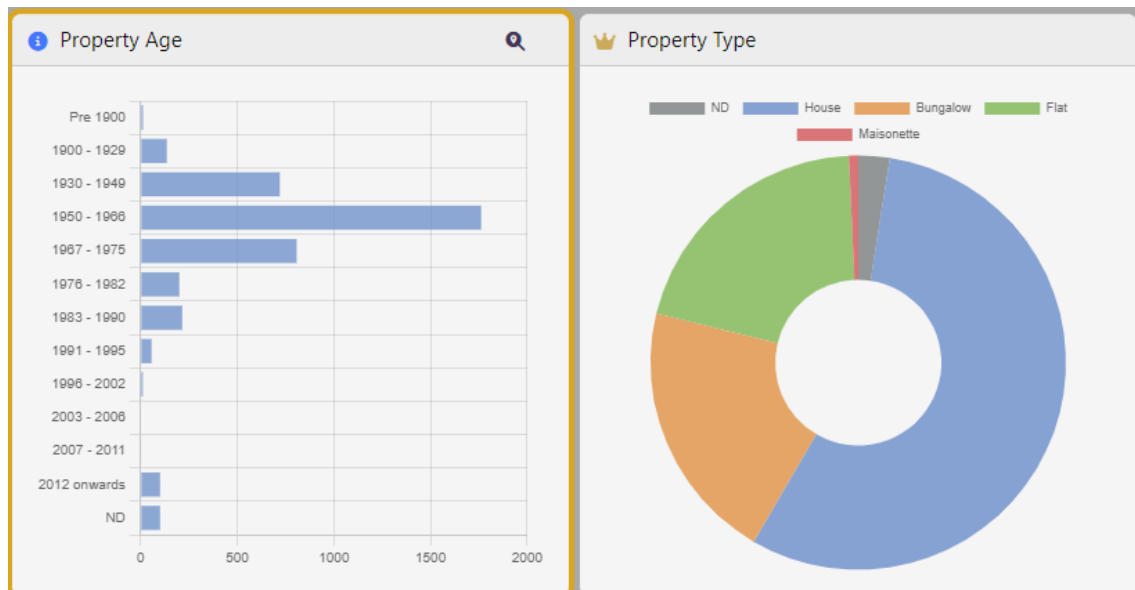 Property Age
Pre 1900
1900 - 1929
1930 - 1949
1950 - 1966
1967 - 1975
1976 - 1982
1983 - 1990
1991 - 1995
1996 - 2002
2003 - 2006
2007 - 2011
2012 onwards
ND
0 500 1000 1500 2000
Property Type
ND House Bungalow Flat
Maisonette